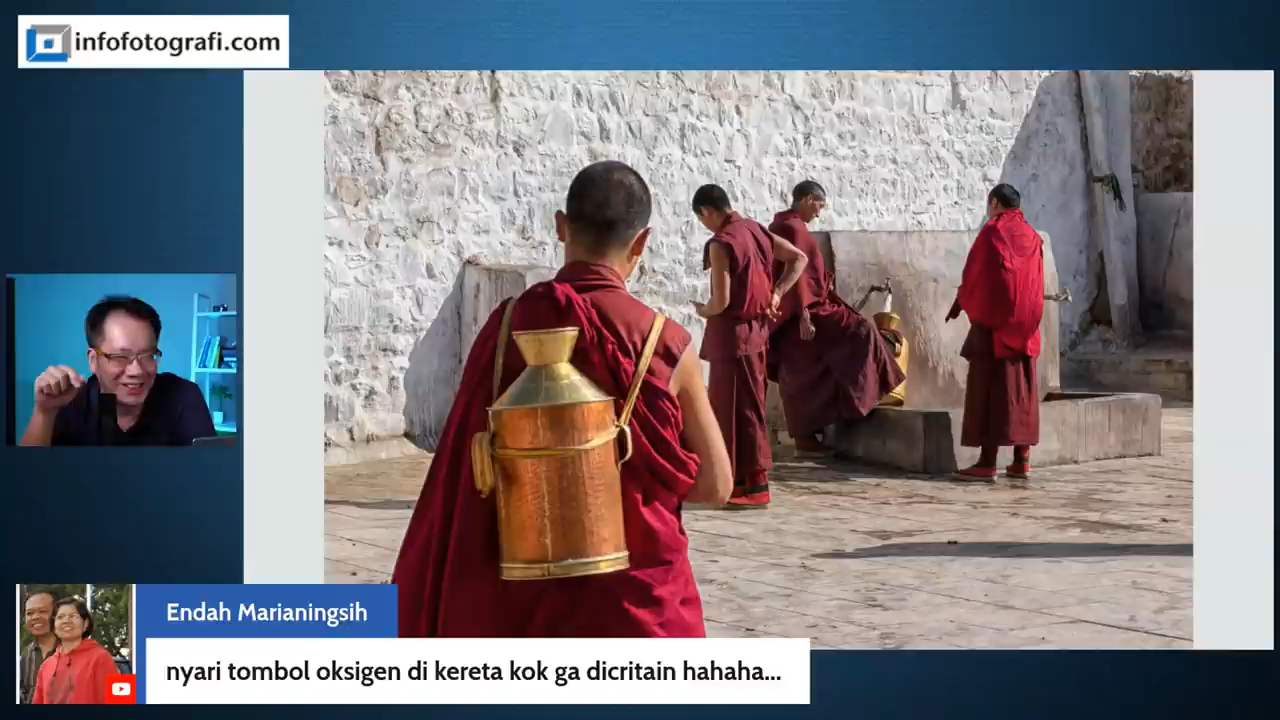 infofotografi.com
Endah Marianingsih
nyari tombol oksigen di kereta kok ga dicritain hahaha...